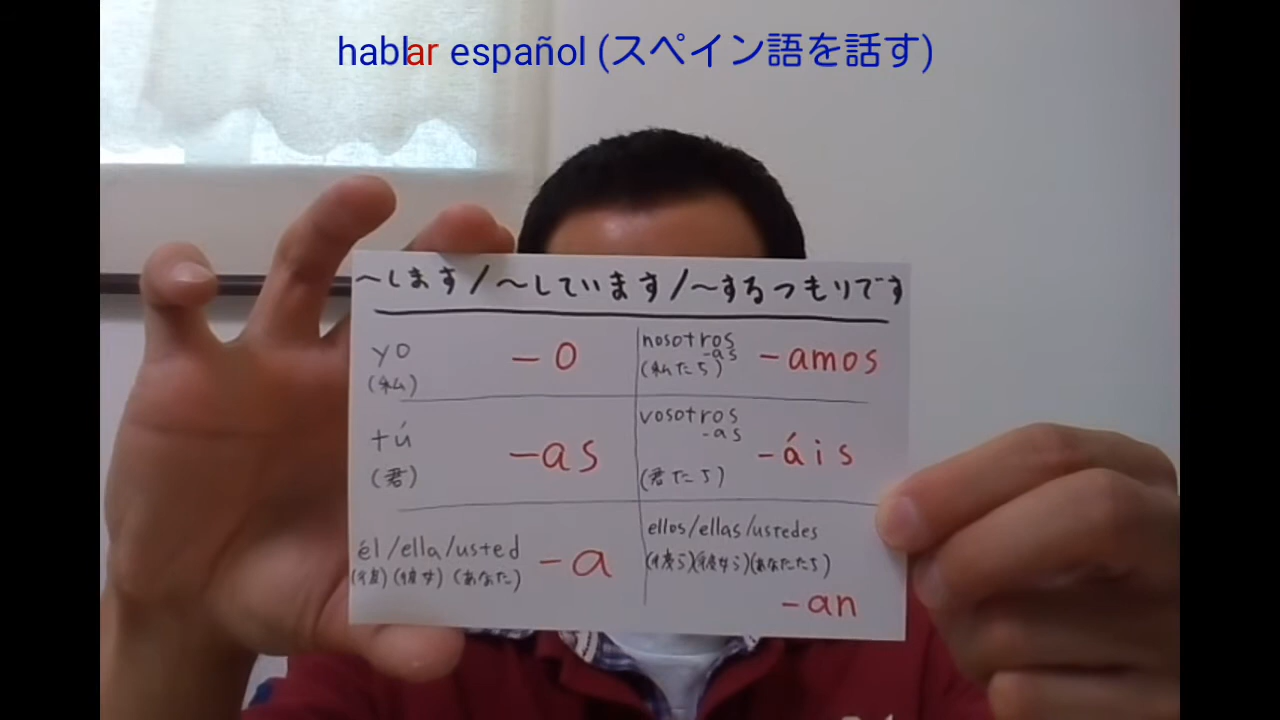 hablar español (スペイン語を話す)
～します/～しています/～するつもりです
yo -o
(私)
nosotros -amos
-as
(私たち)
tú -as
(君)
vosotros -áis
-as
(君たち)
él/ella/usted -a
(彼)(彼女)(あなた)
ellos/ellas/ustedes
(彼ら)(彼女ら)(あなたたち)
-an